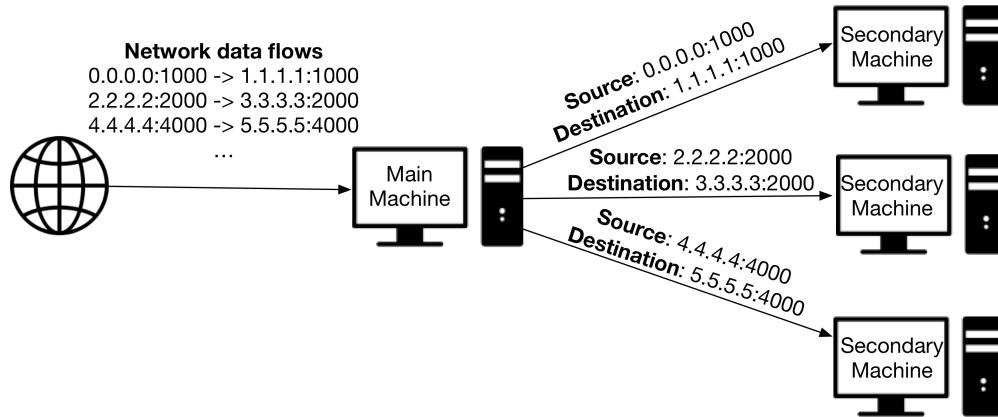 Network data flows
0.0.0.0:1000 -> 1.1.1.1:1000
2.2.2.2:2000 -> 3.3.3.3:2000
4.4.4.4:4000 -> 5.5.5.5:4000
...
Main
Machine
Source: 0.0.0.0:1000
Destination: 1.1.1.1:1000
Secondary
Machine
Source: 2.2.2.2:2000
Destination: 3.3.3.3:2000
Secondary
Machine
Source: 4.4.4.4:4000
Destination: 5.5.5.5:4000
Secondary
Machine